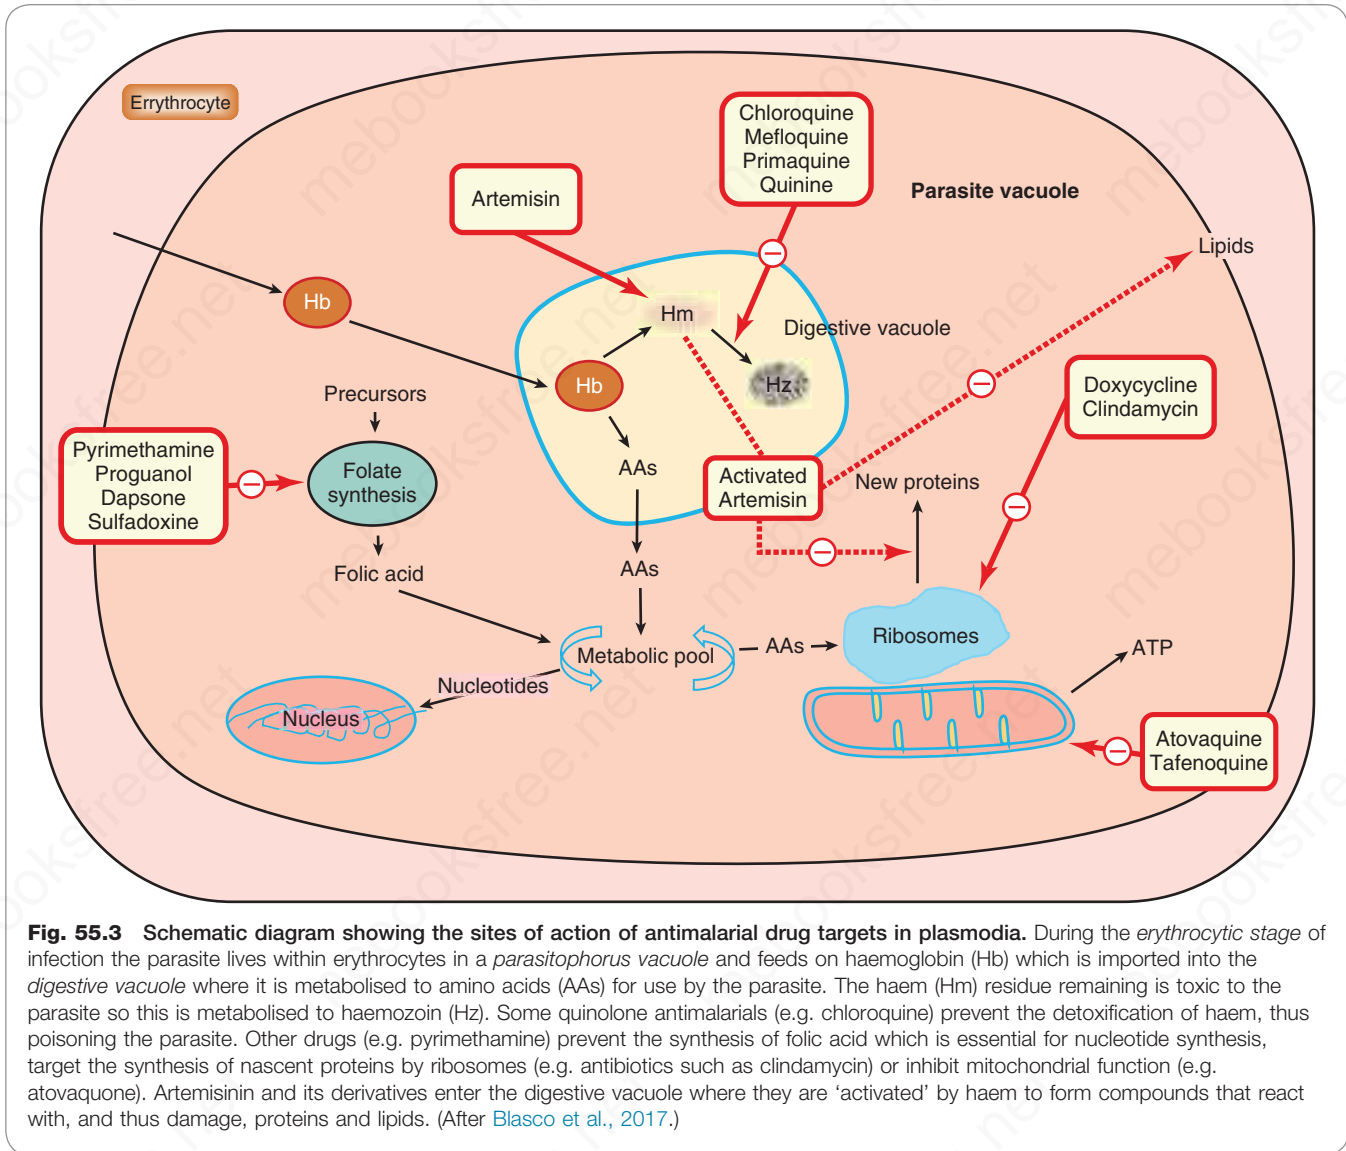 Errythrocyte
Chloroquine
Mefloquine
Primaquine
Quinine
Artemisin
Parasite vacuole
Lipids
Hb
Hm
Digestive vacuole
Hb
Hz
Precursors
Doxycycline
Clindamycin
Pyrimethamine
Proguanol
Dapsone
Sulfadoxine
Folate
synthesis
AAs
Activated
Artemisin
New proteins
Folic acid
AAs
Metabolic pool
AAs
Ribosomes
ATP
Nucleotides
Nucleus
Atovaquine
Tafenoquine
Fig. 55.3 Schematic diagram showing the sites of action of antimalarial drug targets in plasmodia. During the erythrocytic stage of
infection the parasite lives within erythrocytes in a parasitophorus vacuole and feeds on haemoglobin (Hb) which is imported into the
digestive vacuole where it is metabolised to amino acids (AAs) for use by the parasite. The haem (Hm) residue remaining is toxic to the
parasite so this is metabolised to haemozoin (Hz). Some quinolone antimalarials (e.g. chloroquine) prevent the detoxification of haem, thus
poisoning the parasite. Other drugs (e.g. pyrimethamine) prevent the synthesis of folic acid which is essential for nucleotide synthesis,
target the synthesis of nascent proteins by ribosomes (e.g. antibiotics such as clindamycin) or inhibit mitochondrial function (e.g.
atovaquone). Artemisinin and its derivatives enter the digestive vacuole where they are ‘activated’ by haem to form compounds that react
with, and thus damage, proteins and lipids. (After Blasco et al., 2017.)
mebooksfree.net